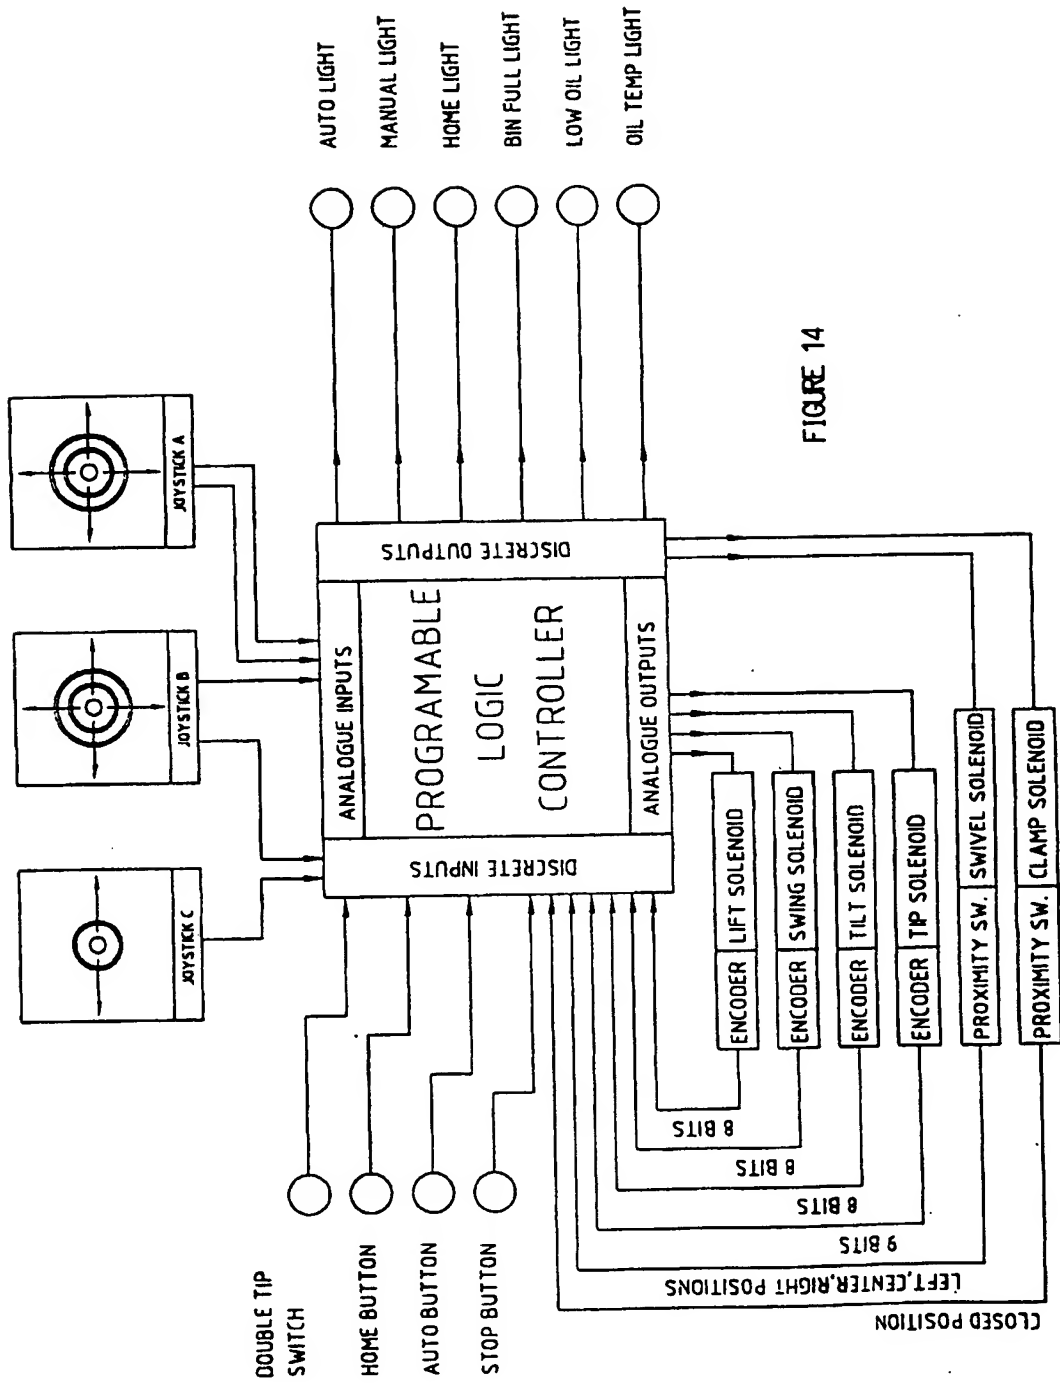 JOYSTICK C
JOYSTICK B
JOYSTICK A
DOUBLE TIP
SWITCH
HOME BUTTON
AUTO BUTTON
STOP BUTTON
DISCRETE INPUTS
ANALOGUE INPUTS
PROGRAMABLE
LOGIC
CONTROLLER
ANALOGUE OUTPUTS
DISCRETE OUTPUTS
AUTO LIGHT
MANUAL LIGHT
HOME LIGHT
BIN FULL LIGHT
LOW OIL LIGHT
OIL TEMP LIGHT
8 BITS
8 BITS
8 BITS
9 BITS
LEFT,CENTER,RIGHT POSITIONS
CLOSED POSITION
ENCODER LIFT SOLENOID
ENCODER SWING SOLENOID
ENCODER TILT SOLENOID
ENCODER TIP SOLENOID
PROXIMITY SW. SWIVEL SOLENOID
PROXIMITY SW. CLAMP SOLENOID
FIGURE 14